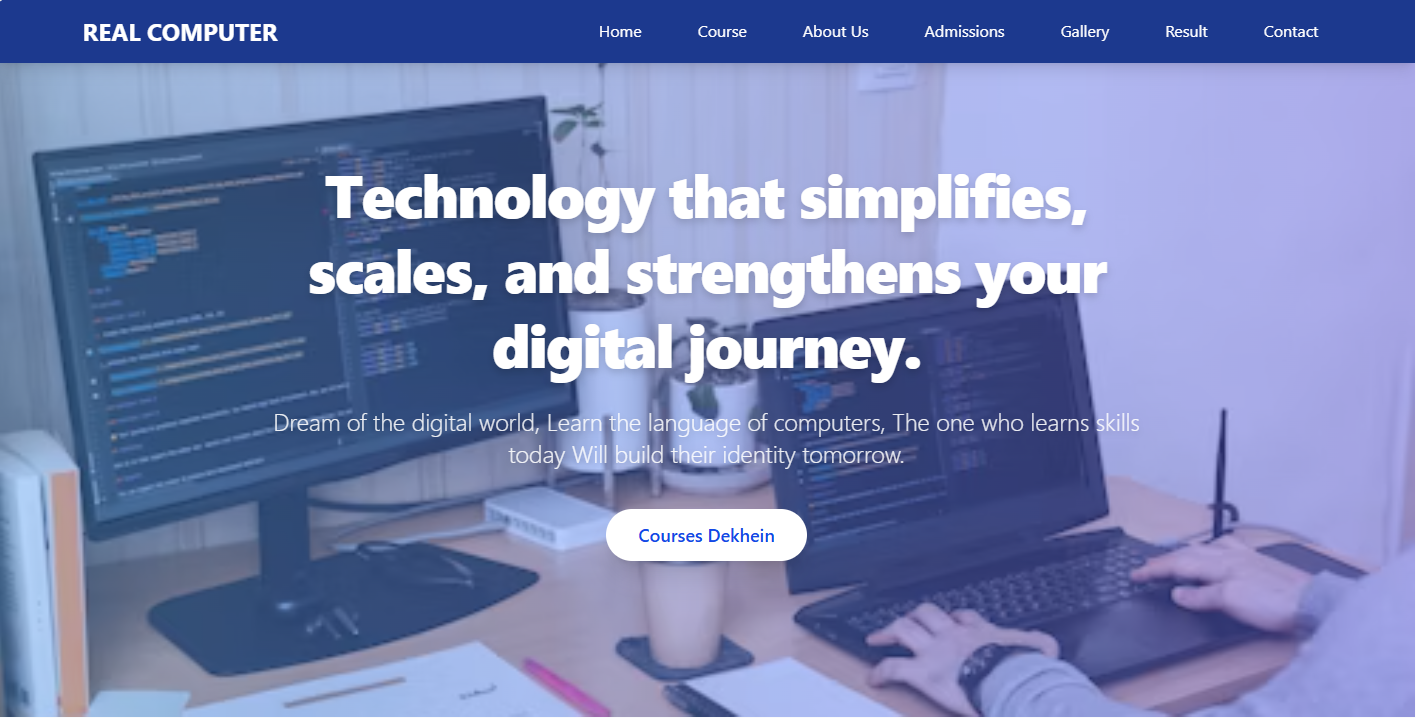 REAL COMPUTER
Home
Course
About Us
Admissions
Gallery
Result
Contact
Technology that simplifies,
scales, and strengthens your
digital journey.
Dream of the digital world, Learn the language of computers, The one who learns skills
today Will build their identity tomorrow.
Courses Dekhein